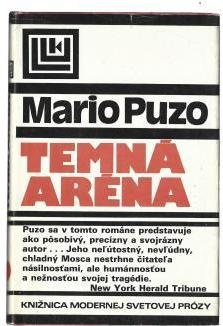 Mario Puzo
TEMNÁ
ARÉNA
Puzo sa v tomto románe predstavuje
ako pôsobivý, precízny a svojrázny
autor . . . Jeho neľútostný, nevľúdny,
chladný Mosca nestrhne čitateľa
násilnosťami, ale humánnosťou
a nežnosťou svojej tragédie.
New York Herald Tribune
KNIŽNICA MODERNEJ SVETOVEJ PRÓZY